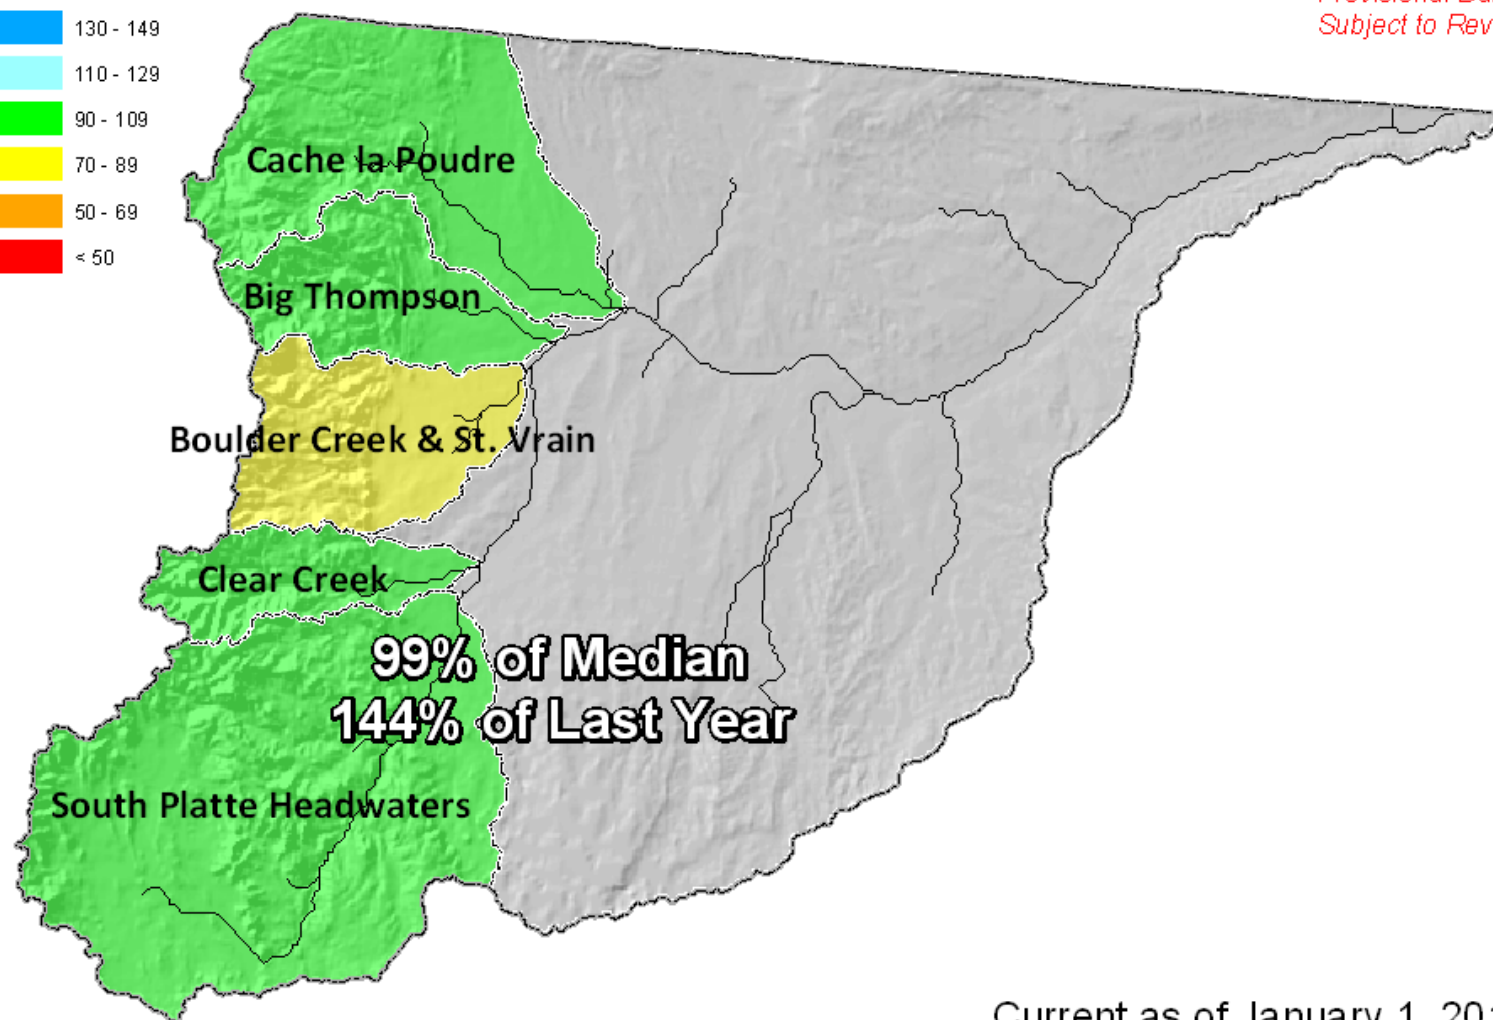 130 - 149
Subject to Rev
110 - 129
90 - 109
70 - 89
50 - 69
< 50
Cache la Poudre
Big Thompson
Boulder Creek & St. Vrain
Clear Creek
99% of Median
144% of Last Year
South Platte Headwaters
Current as of January 1, 20